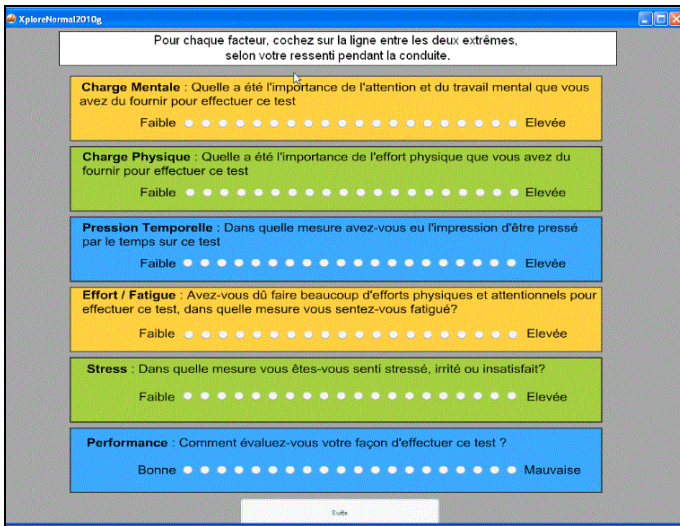 XploreNormal2010g
Pour chaque facteur, cochez sur la ligne entre les deux extrêmes,
selon votre ressenti pendant la conduite.
Charge Mentale : Quelle a été l'importance de l'attention et du travail mental que vous
avez du fournir pour effectuer ce test
Faible Elevée
Charge Physique : Quelle a été l'importance de l'effort physique que vous avez du
fournir pour effectuer ce test
Faible Elevée
Pression Temporelle : Dans quelle mesure avez-vous eu l'impression d'être pressé
par le temps sur ce test
Faible Elevée
Effort / Fatigue : Avez-vous dû faire beaucoup d'efforts physiques et attentionnels pour
effectuer ce test, dans quelle mesure vous sentez-vous fatigué?
Faible Elevée
Stress : Dans quelle mesure vous êtes-vous senti stressé, irrité ou insatisfait?
Faible Elevée
Performance : Comment évaluez-vous votre façon d'effectuer ce test ?
Bonne Mauvaise
Suite